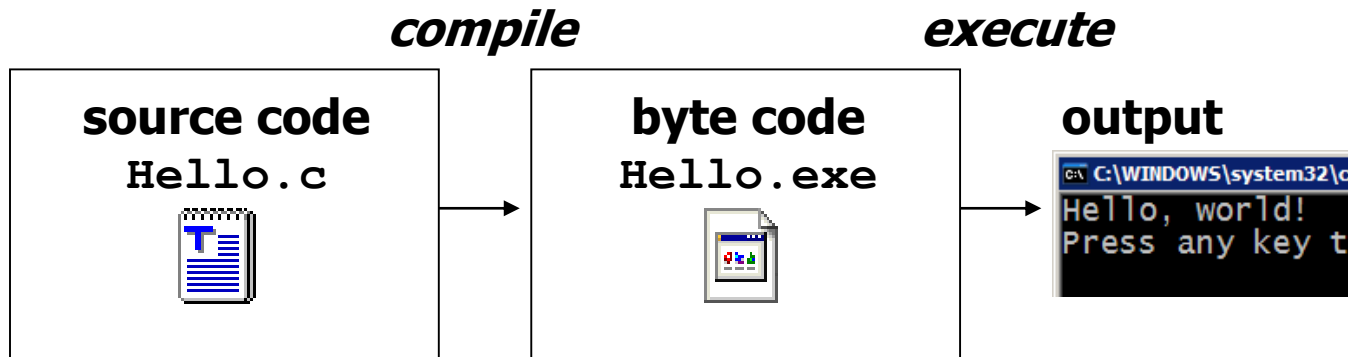 compile execute
source code
Hello.c
byte code
Hello.exe
output
C:\WINDOWS\system32\c
Hello, world!
Press any key t